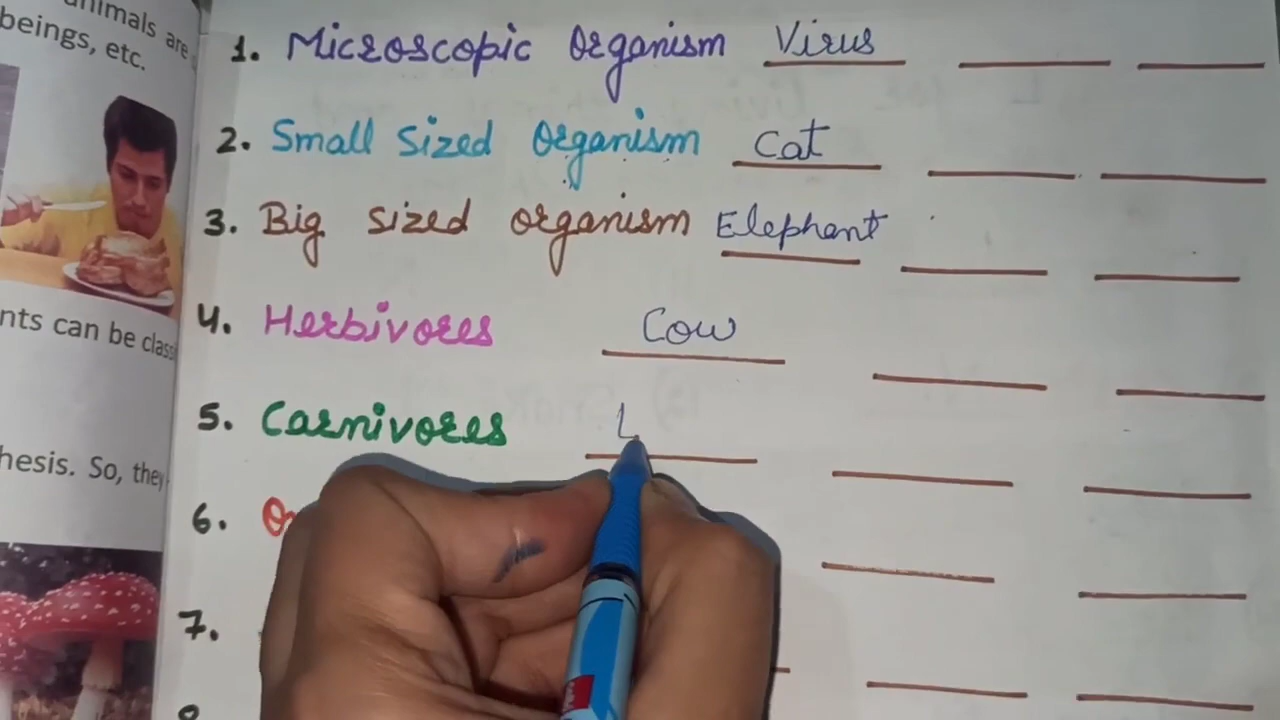 animals are
beings, etc.
nts can be class
hesis. So, they
1. Microscopic Organism Virus
2. Small Sized Organism Cat
3. Big sized organism Elephant
4. Herbivores Cow
5. Carnivores L
6.
7.